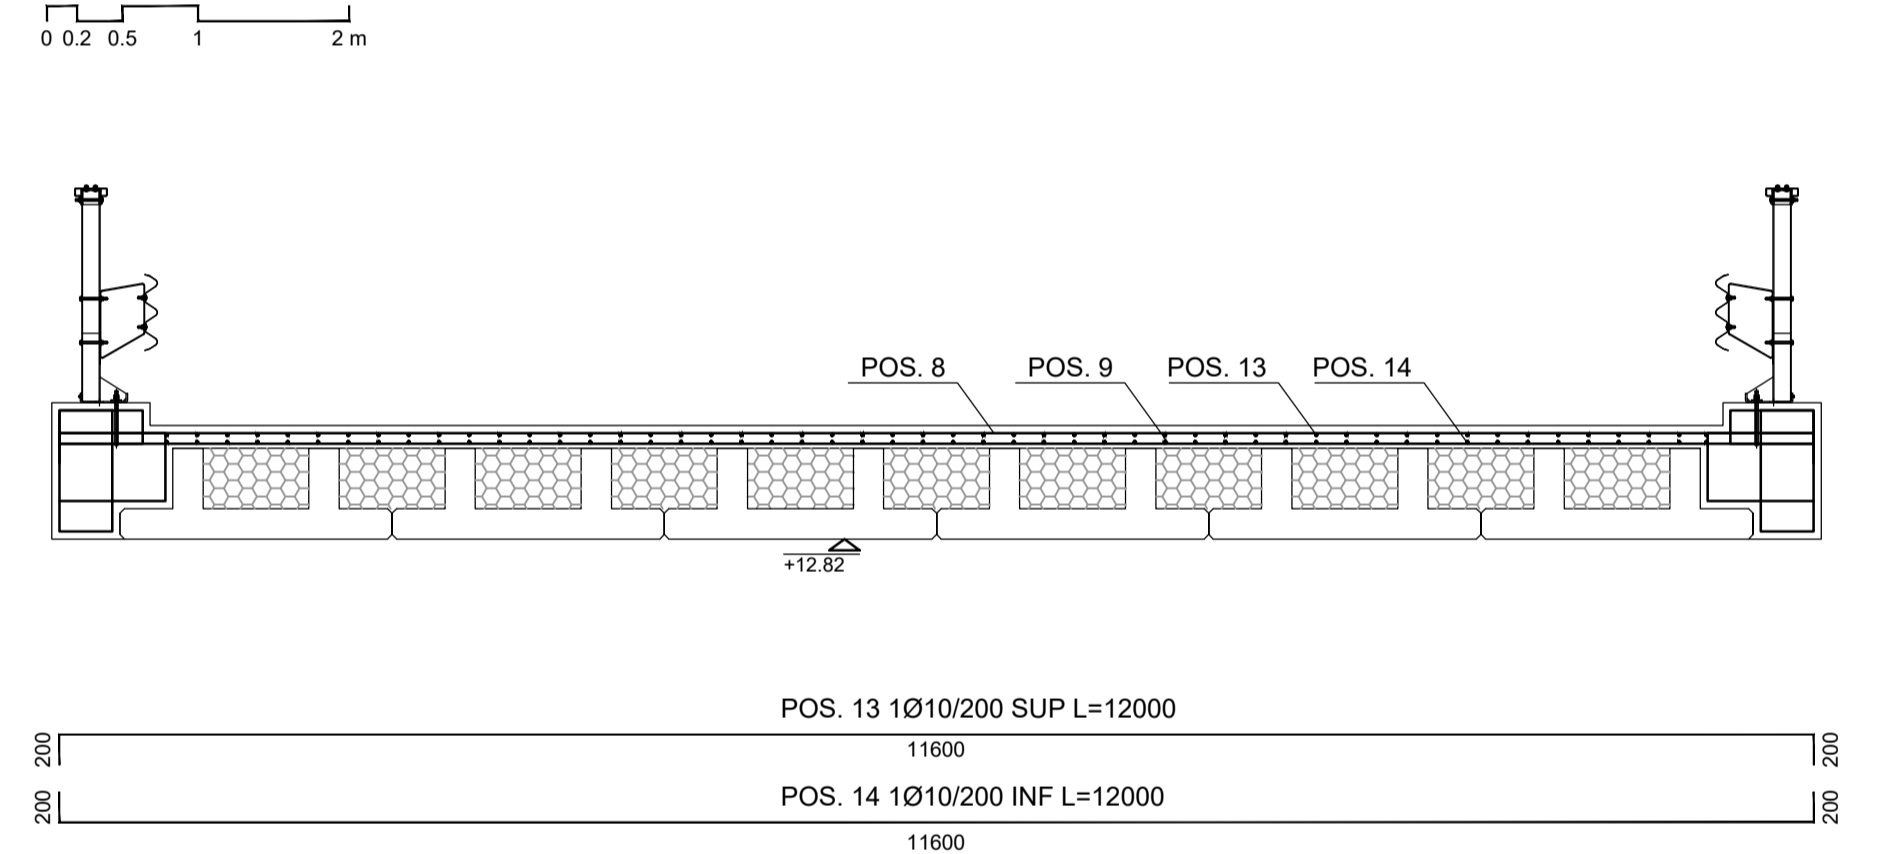 0 0.2 0.5 1 2 m
POS. 8 POS. 9 POS. 13 POS. 14
+12.82
POS. 13 1Ø10/200 SUP L=12000
200 11600 200
POS. 14 1Ø10/200 INF L=12000
200 11600 200